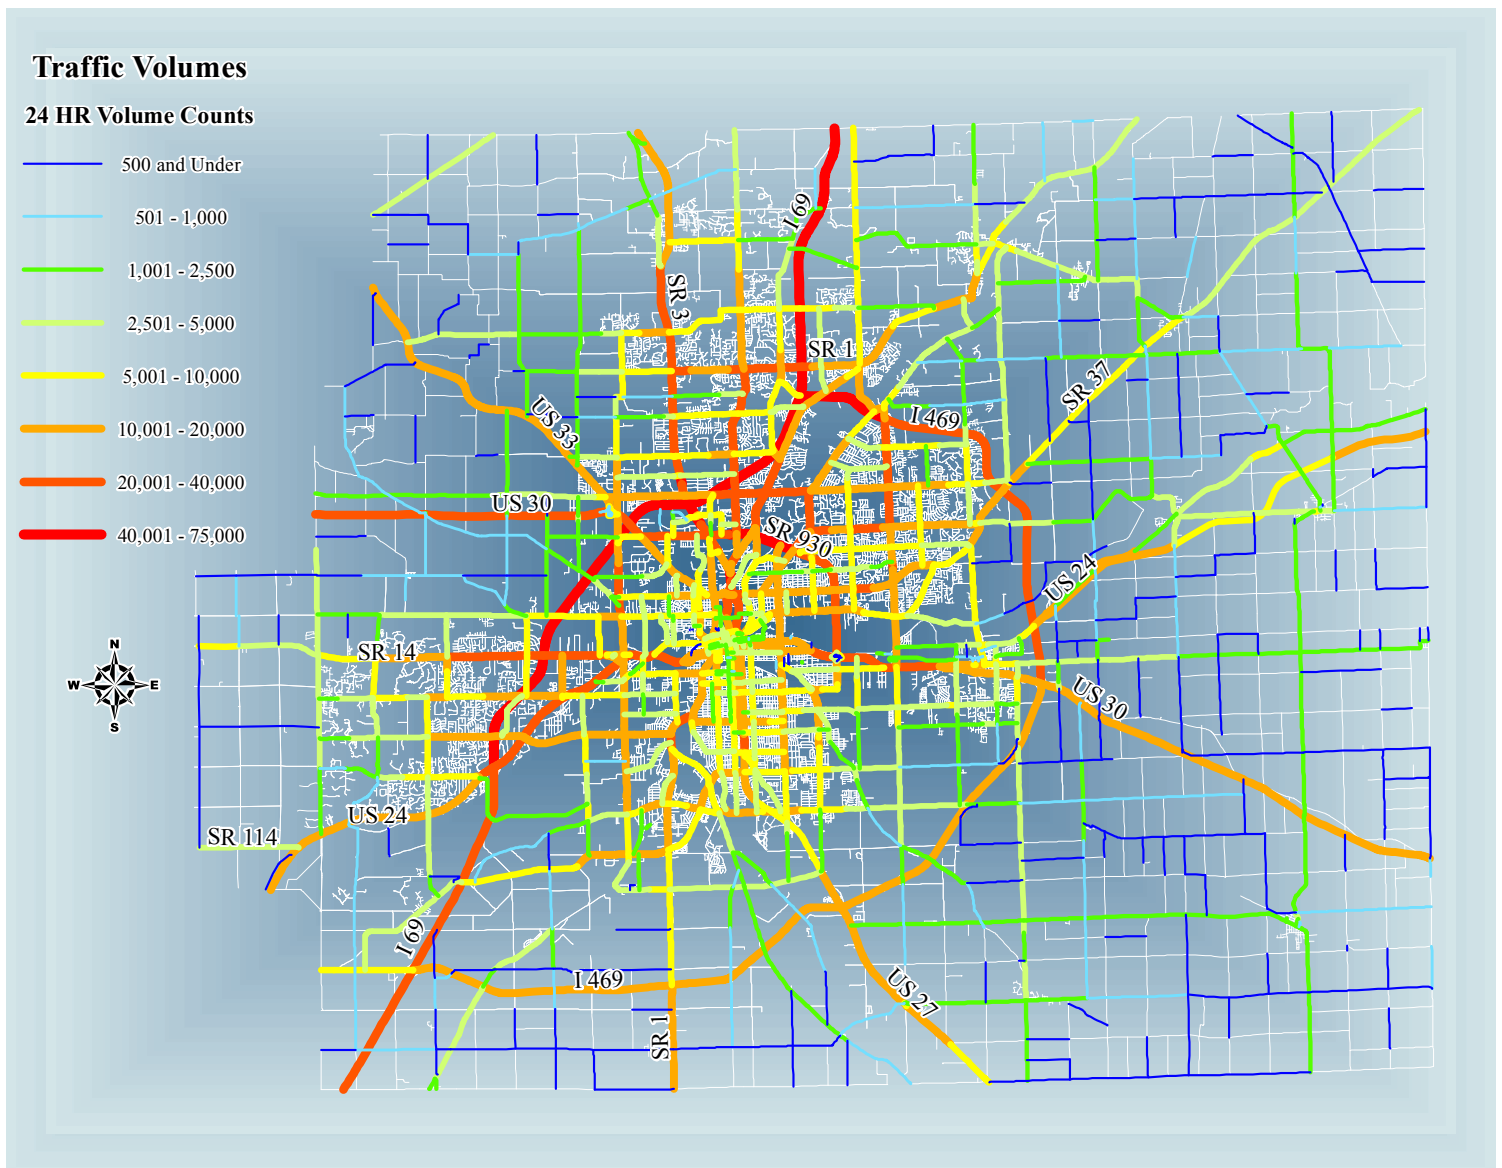 Traffic Volumes
24 HR Volume Counts
500 and Under
501 - 1,000
1,001 - 2,500
2,501 - 5,000
5,001 - 10,000
10,001 - 20,000
20,001 - 40,000
40,001 - 75,000
N
W E
S
I 69
SR 3
SR 1
SR 37
I 469
US 33
US 30
SR 930
US 24
SR 14
US 30
US 24
SR 114
I 69
I 469
US 27
SR 1